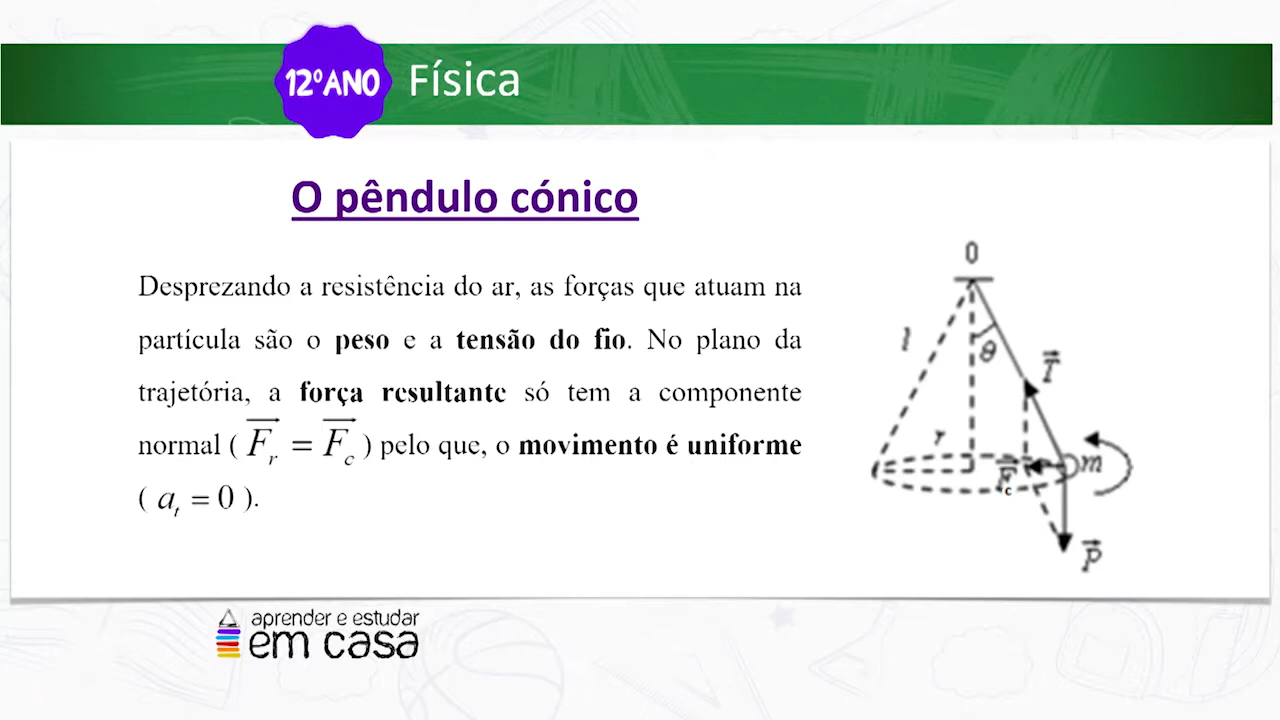 12º ANO Física
O pêndulo cónico
Desprezando a resistência do ar, as forças que atuam na
partícula são o peso e a tensão do fio. No plano da
trajetória, a força resultante só tem a componente
normal ( F⃗r = F⃗c ) pelo que, o movimento é uniforme
( at = 0 ).
0
l
θ
T⃗
r
F⃗c
m
P⃗
aprender e estudar
em casa